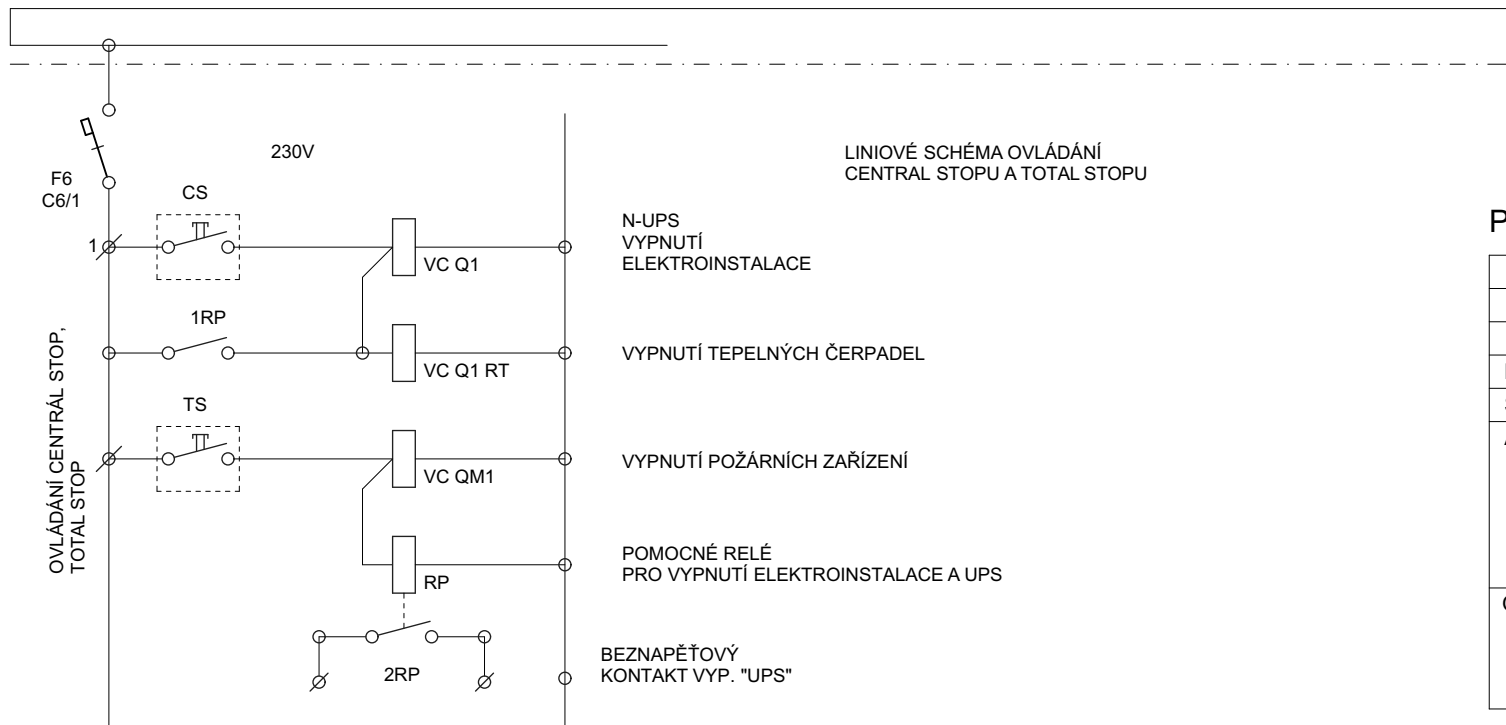 230V
LINIOVÉ SCHÉMA OVLÁDÁNÍ
CENTRAL STOPU A TOTAL STOPU
F6
C6/1
CS
1
N-UPS
VYPNUTÍ
ELEKTROINSTALACE
VC Q1
P
1RP
VYPNUTÍ TEPELNÝCH ČERPADEL
VC Q1 RT
OVLÁDÁNÍ CENTRÁL STOP,
TOTAL STOP
TS
VYPNUTÍ POŽÁRNÍCH ZAŘÍZENÍ
VC QM1
POMOCNÉ RELÉ
PRO VYPNUTÍ ELEKTROINSTALACE A UPS
RP
BEZNAPĚŤOVÝ
KONTAKT VYP. "UPS"
2RP